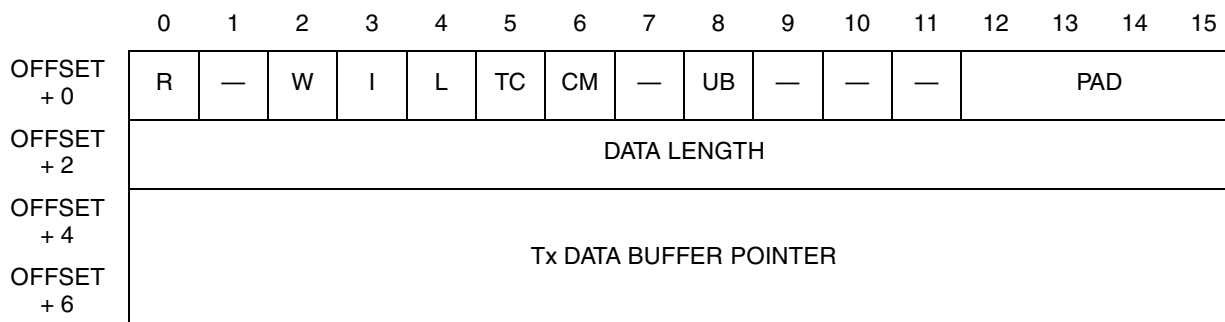 0 1 2 3 4 5 6 7 8 9 10 11 12 13 14 15
OFFSET
+ 0
R — W I L TC CM — UB — — — PAD
OFFSET
+ 2
DATA LENGTH
OFFSET
+ 4
Tx DATA BUFFER POINTER
OFFSET
+ 6